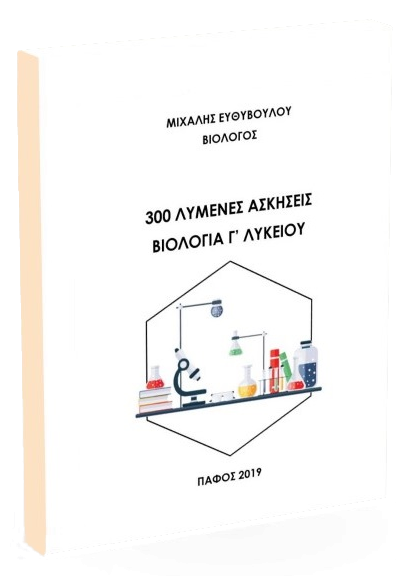 ΜΙΧΑΛΗΣ ΕΥΘΥΒΟΥΛΟΥ
ΒΙΟΛΟΓΟΣ
300 ΛΥΜΕΝΕΣ ΑΣΚΗΣΕΙΣ
ΒΙΟΛΟΓΙΑ Γ' ΛΥΚΕΙΟΥ
ΠΑΦΟΣ 2019